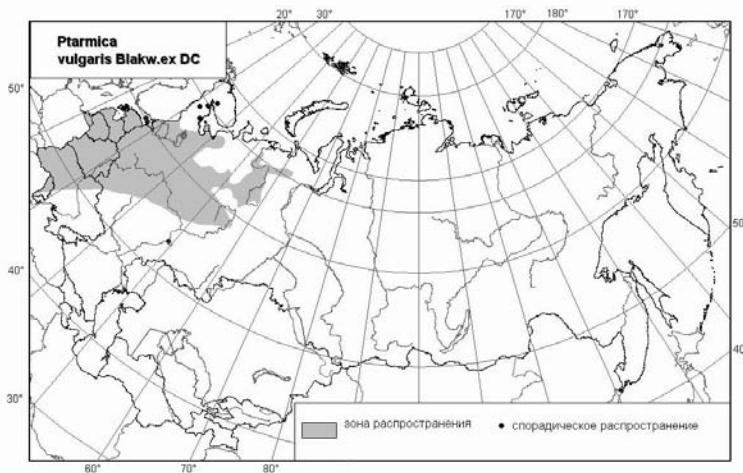 20° 30° 170° 180° 170°
Ptarmica
vulgaris Blakw.ex DC
50°
50
40°
40
30°
зона распространения
спорадическое распространение
60° 70° 80°